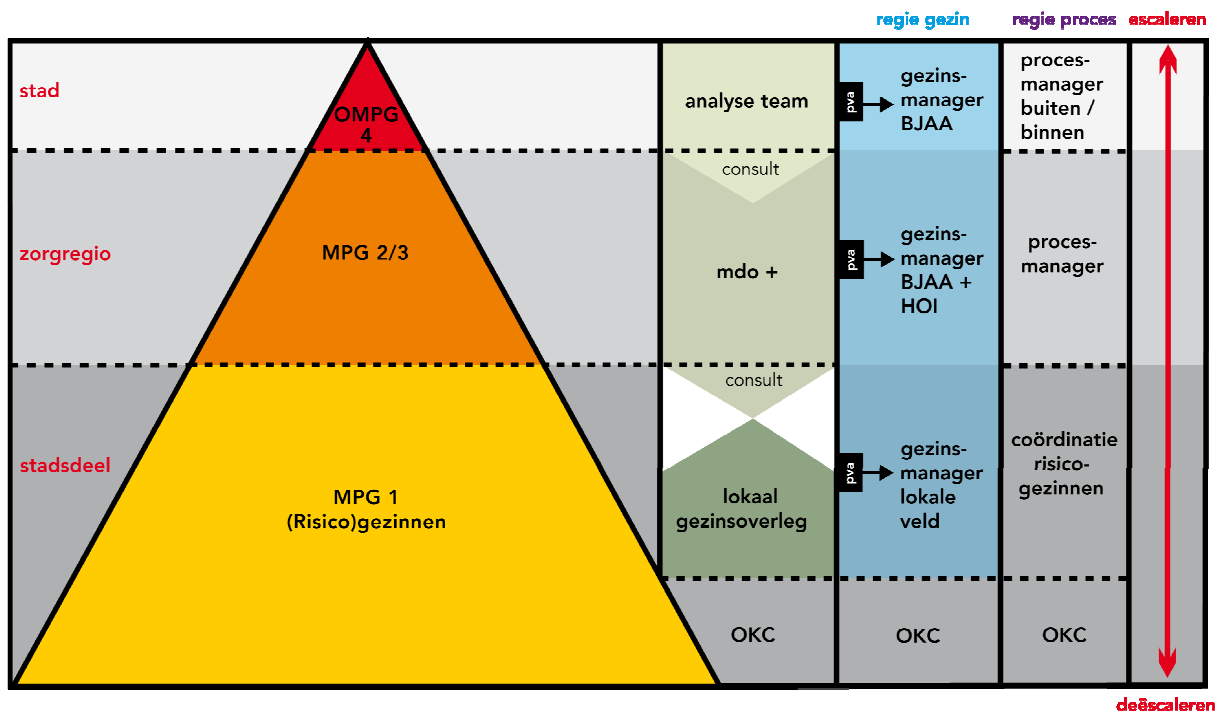 regie gezin
regie proces
escaleren
stad
OMPG
4
analyse team
pva
gezins-
manager
BJAA
proces-
manager
buiten /
binnen
zorgregio
MPG 2/3
consult
mdo +
pva
gezins-
manager
BJAA +
HOI
proces-
manager
stadsdeel
MPG 1
(Risico)gezinnen
consult
lokaal
gezinsoverleg
pva
gezins-
manager
lokale
veld
coördinatie
risico-
gezinnen
OKC
OKC
OKC
deëscaleren